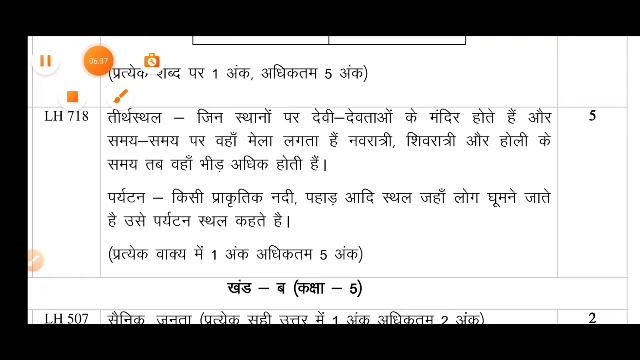 06:37
(प्रत्येक शब्द पर 1 अंक, अधिकतम 5 अंक)
LH 718 तीर्थस्थल – जिन स्थानों पर देवी–देवताओं के मंदिर होते हैं और 5
समय–समय पर वहाँ मेला लगता हैं नवरात्री, शिवरात्री और होली के
समय तब वहाँ भीड़ अधिक होती हैं।
पर्यटन – किसी प्राकृतिक नदी, पहाड़ आदि स्थल जहाँ लोग घूमने जाते
है उसे पर्यटन स्थल कहते है।
(प्रत्येक वाक्य में 1 अंक अधिकतम 5 अंक)
खंड – ब (कक्षा – 5)
LH 507 सैनिक, जनता (प्रत्येक सही उत्तर में 1 अंक अधिकतम 2 अंक) 2